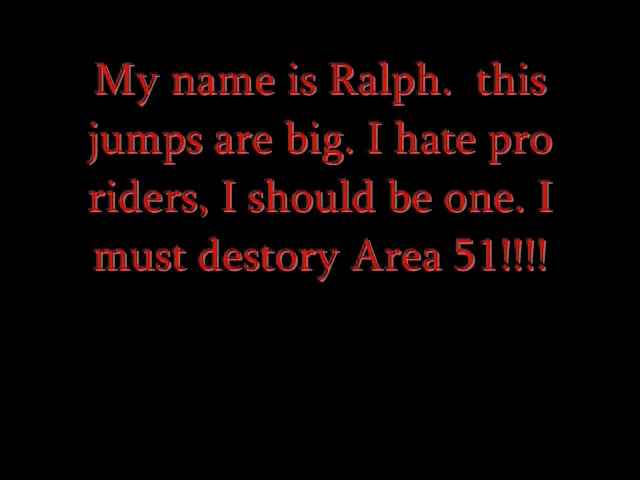 My name is Ralph.  this
jumps are big. I hate pro
riders, I should be one. I
must destory Area 51!!!!